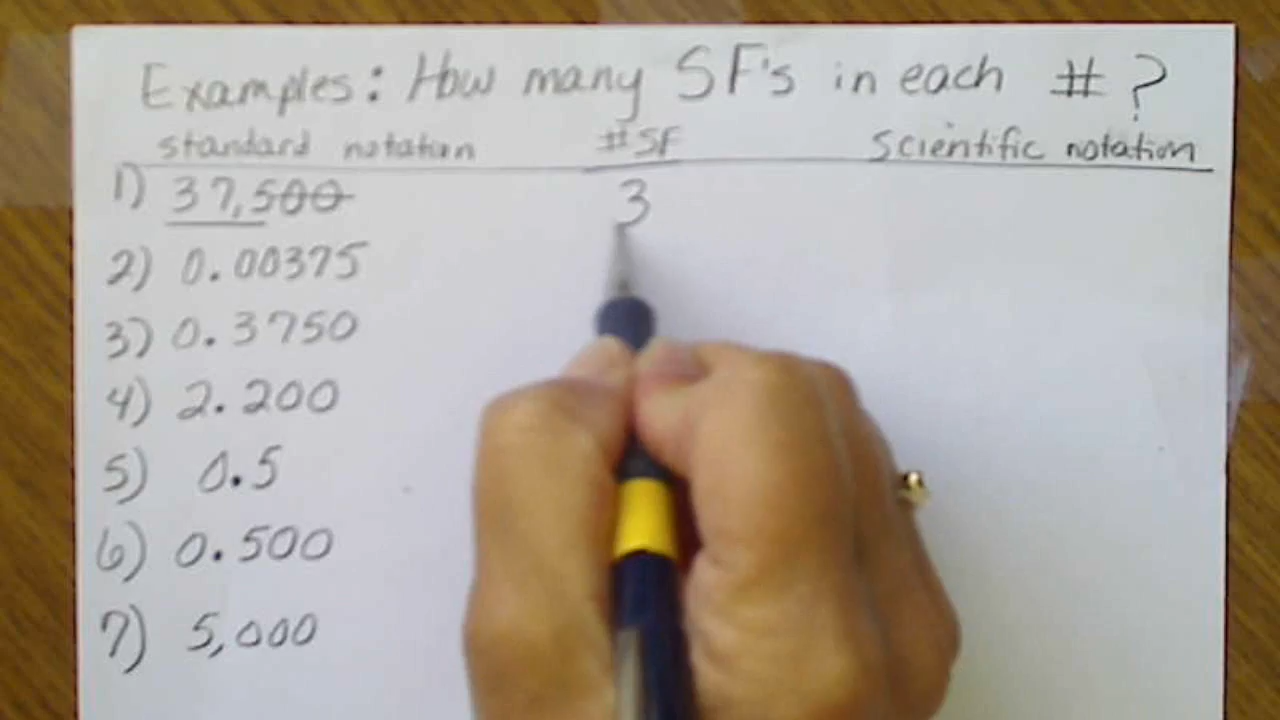 Examples: How many SF's in each #?
standard notation #SF Scientific notation
1) 37,500 3
2) 0.00375
3) 0.3750
4) 2.200
5) 0.5
6) 0.500
7) 5,000